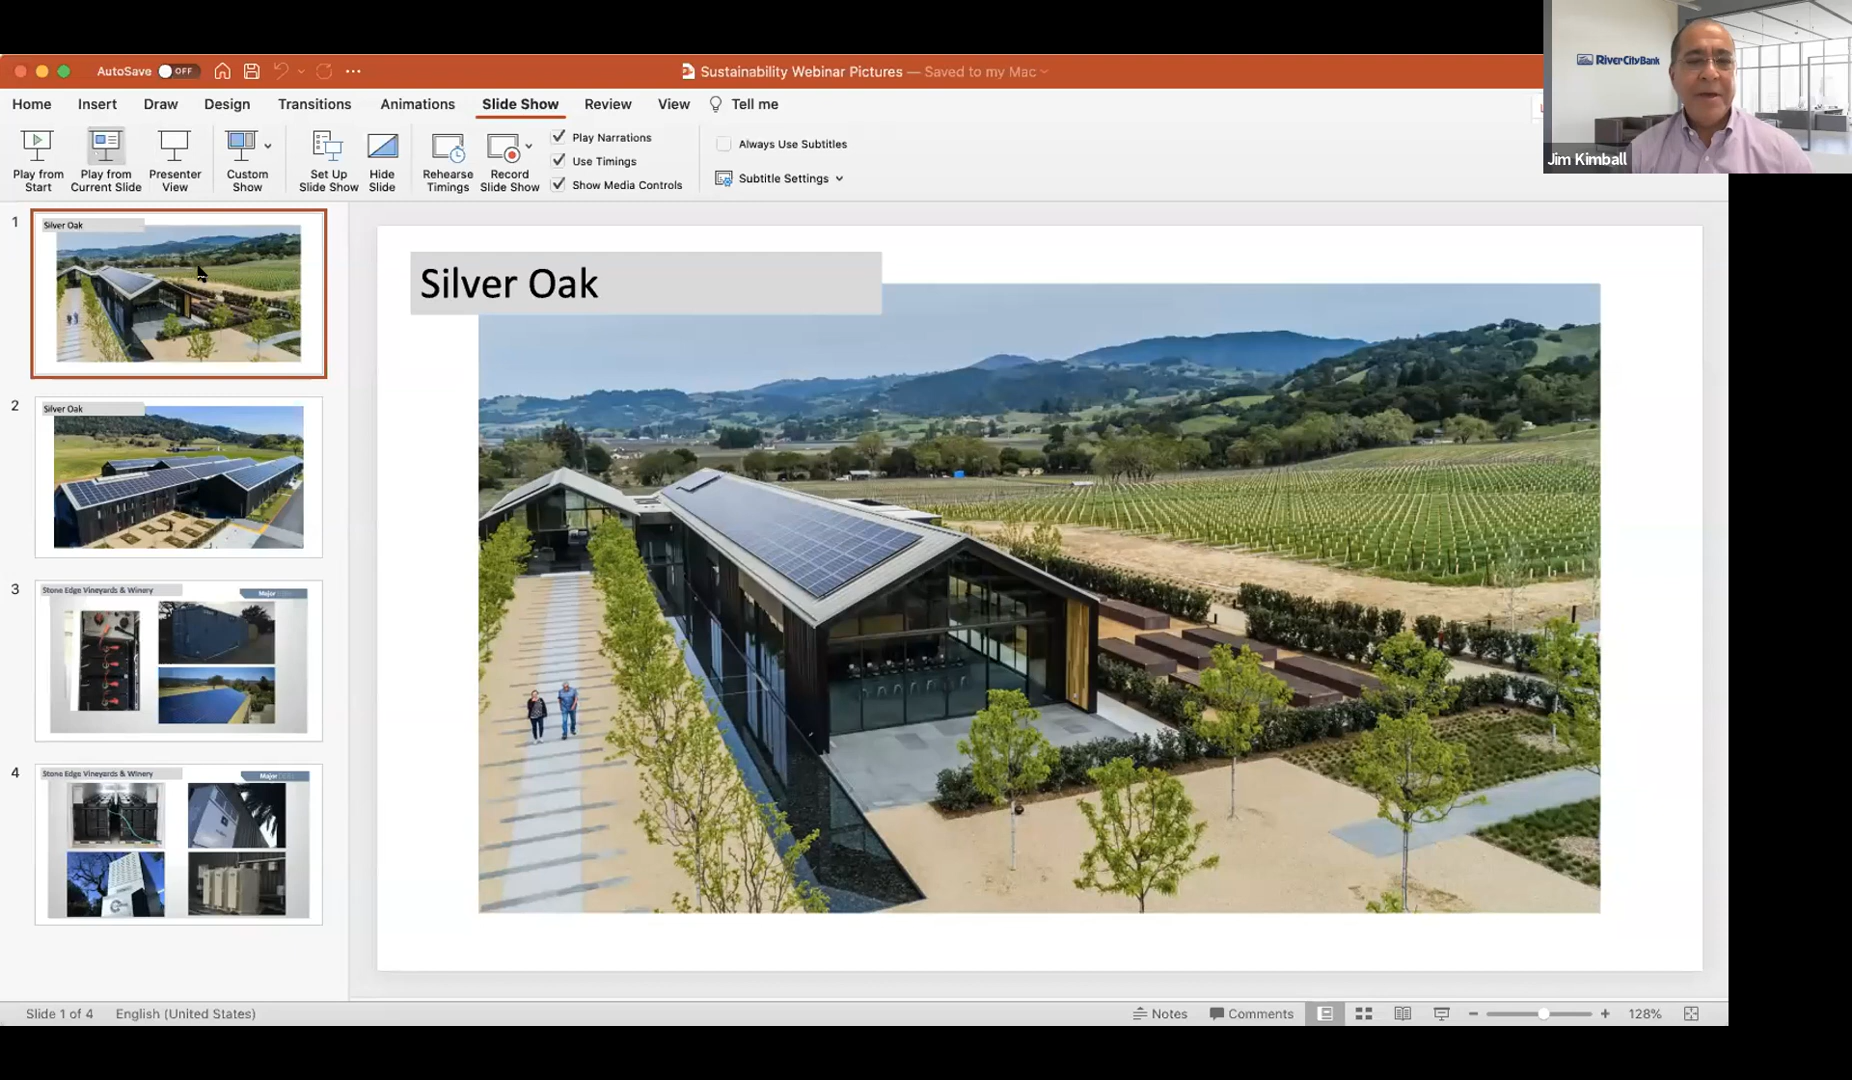 RiverCityBank
Jim Kimball
AutoSave OFF
Sustainability Webinar Pictures — Saved to my Mac
Home Insert Draw Design Transitions Animations Slide Show Review View Tell me
Play from Start
Play from Current Slide
Presenter View
Custom Show
Set Up Slide Show
Hide Slide
Rehearse Timings
Record Slide Show
Play Narrations
Use Timings
Show Media Controls
Always Use Subtitles
Subtitle Settings
1
Silver Oak
2
Silver Oak
3
Stone Edge Vineyards & Winery
Major
4
Stone Edge Vineyards & Winery
Major
Silver Oak
Slide 1 of 4 English (United States)
Notes Comments 128%